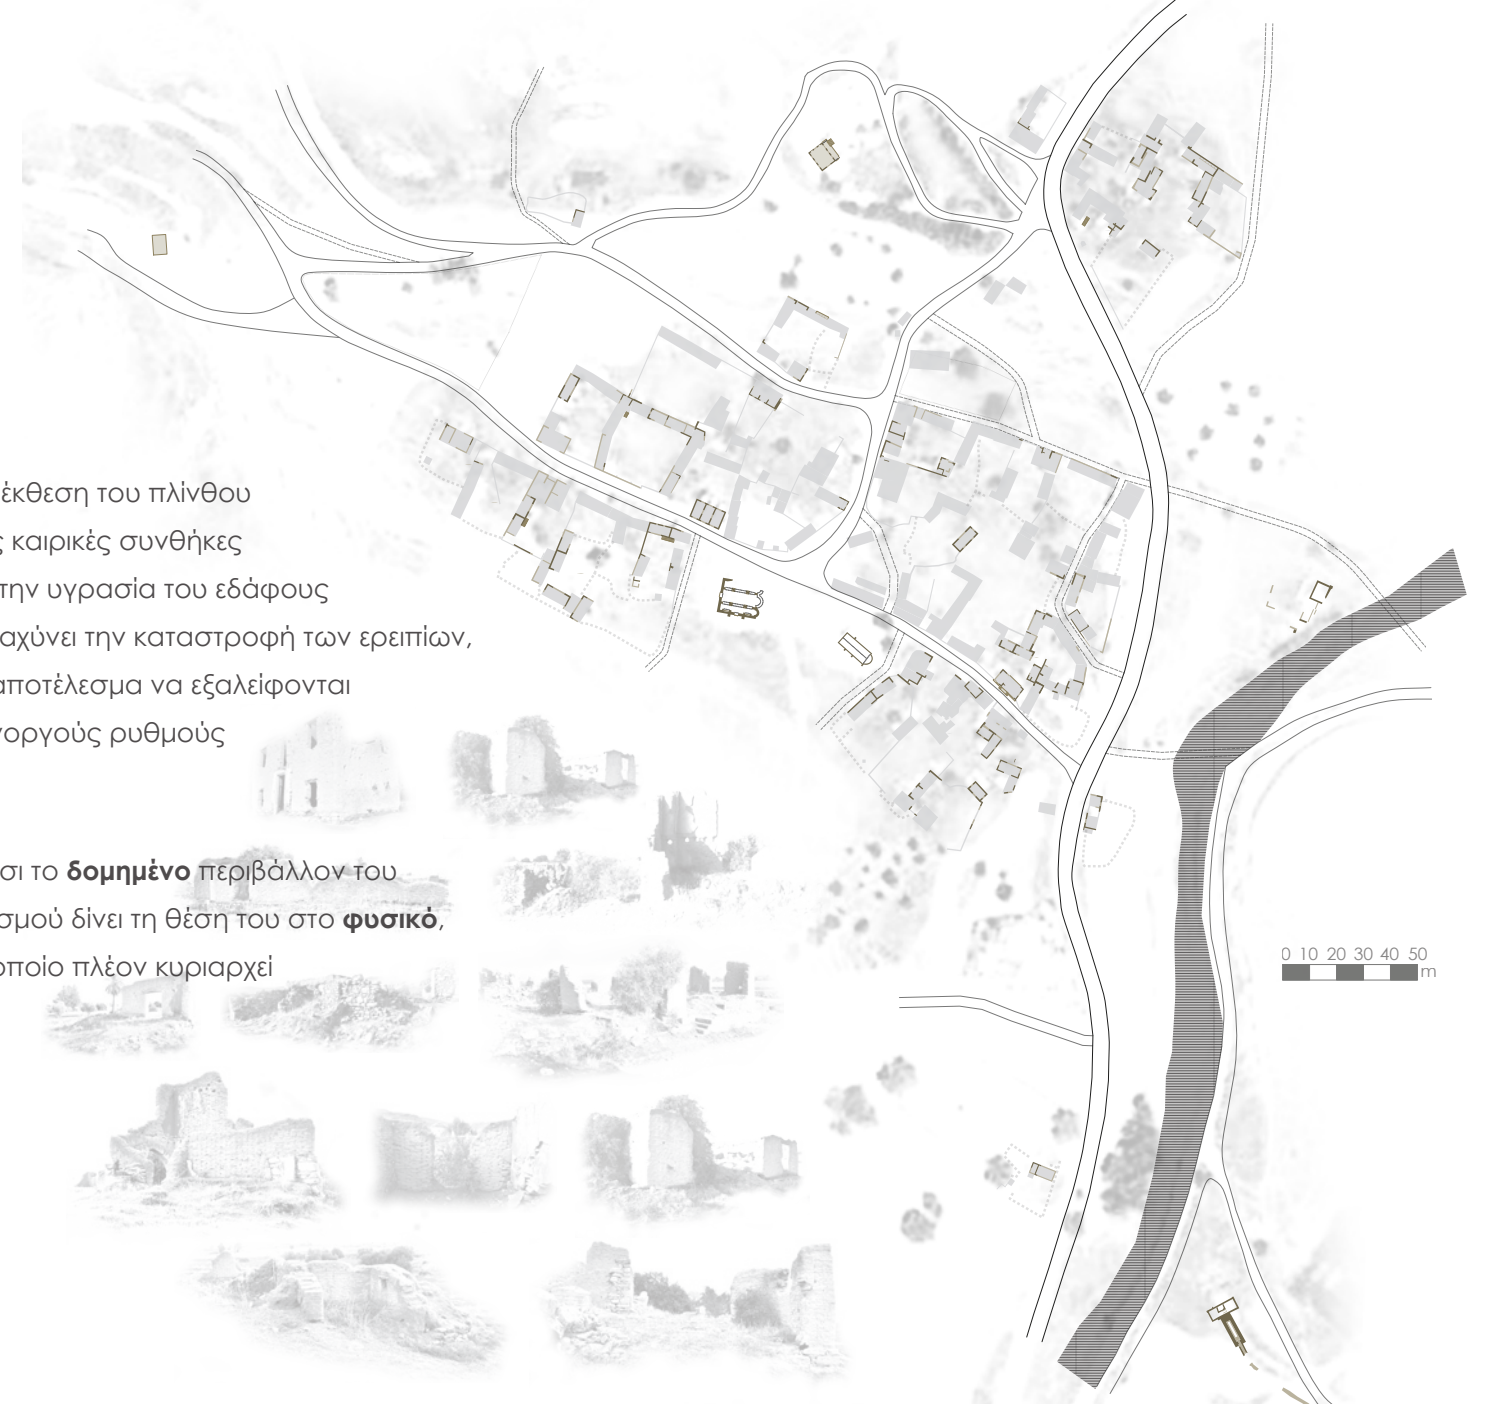 έκθεση του πλίνθου
ς καιρικές συνθήκες
την υγρασία του εδάφους
αχύνει την καταστροφή των ερειπίων,
αποτέλεσμα να εξαλείφονται
γοργούς ρυθμούς
σι το δομημένο περιβάλλον του
σμού δίνει τη θέση του στο φυσικό,
οποίο πλέον κυριαρχεί
0 10 20 30 40 50
m